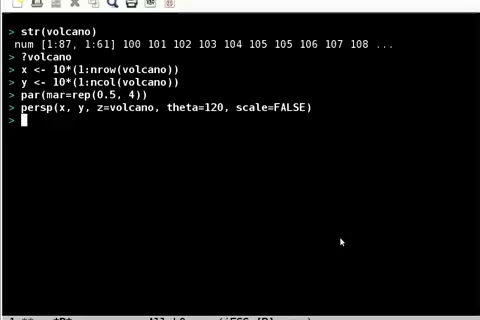 > str(volcano)
num [1:87, 1:61] 100 101 102 103 104 105 105 106 107 108 ...
> ?volcano
> x <- 10*(1:nrow(volcano))
> y <- 10*(1:ncol(volcano))
> par(mar=rep(0.5, 4))
> persp(x, y, z=volcano, theta=120, scale=FALSE)
>